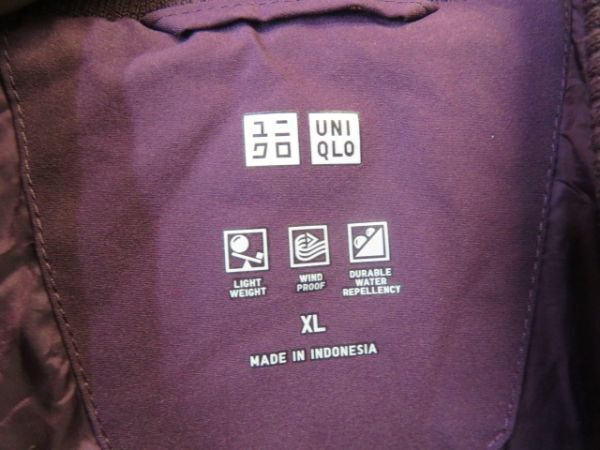 ユニ UNI
クロ QLO
LIGHT WEIGHT
WIND PROOF
DURABLE WATER REPELLENCY
XL
MADE IN INDONESIA